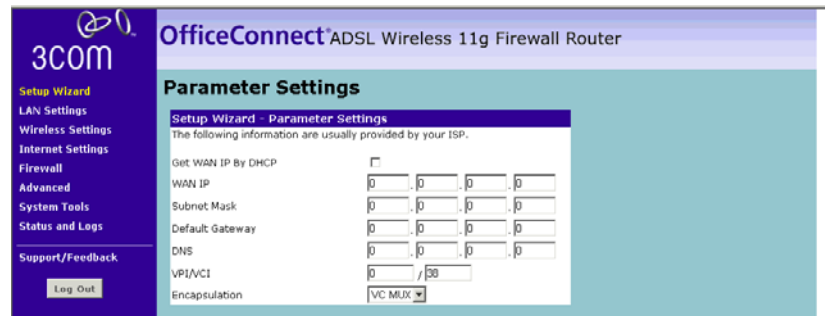 3COM
OfficeConnect® ADSL Wireless 11g Firewall Router
Setup Wizard
LAN Settings
Wireless Settings
Internet Settings
Firewall
Advanced
System Tools
Status and Logs
Support/Feedback
Log Out
Parameter Settings
Setup Wizard - Parameter Settings
The following information are usually provided by your ISP.
Get WAN IP By DHCP
WAN IP 0 . 0 . 0 . 0
Subnet Mask 0 . 0 . 0 . 0
Default Gateway 0 . 0 . 0 . 0
DNS 0 . 0 . 0 . 0
VPI/VCI 0 / 38
Encapsulation VC MUX